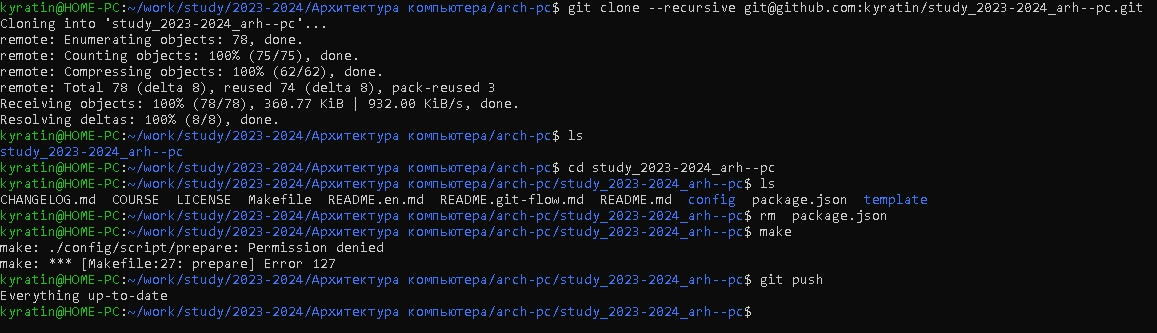 kyratin@HOME-PC:~/work/study/2023-2024/Архитектура компьютера/arch-pc$ git clone --recursive git@github.com:kyratin/study_2023-2024_arh--pc.git
Cloning into 'study_2023-2024_arh--pc'...
remote: Enumerating objects: 78, done.
remote: Counting objects: 100% (75/75), done.
remote: Compressing objects: 100% (62/62), done.
remote: Total 78 (delta 8), reused 74 (delta 8), pack-reused 3
Receiving objects: 100% (78/78), 360.77 KiB | 932.00 KiB/s, done.
Resolving deltas: 100% (8/8), done.
kyratin@HOME-PC:~/work/study/2023-2024/Архитектура компьютера/arch-pc$ ls
study_2023-2024_arh--pc
kyratin@HOME-PC:~/work/study/2023-2024/Архитектура компьютера/arch-pc$ cd study_2023-2024_arh--pc
kyratin@HOME-PC:~/work/study/2023-2024/Архитектура компьютера/arch-pc/study_2023-2024_arh--pc$ ls
CHANGELOG.md  COURSE  LICENSE  Makefile  README.en.md  README.git-flow.md  README.md  config  package.json  template
kyratin@HOME-PC:~/work/study/2023-2024/Архитектура компьютера/arch-pc/study_2023-2024_arh--pc$ rm  package.json
kyratin@HOME-PC:~/work/study/2023-2024/Архитектура компьютера/arch-pc/study_2023-2024_arh--pc$ make
make: ./config/script/prepare: Permission denied
make: *** [Makefile:27: prepare] Error 127
kyratin@HOME-PC:~/work/study/2023-2024/Архитектура компьютера/arch-pc/study_2023-2024_arh--pc$ git push
Everything up-to-date
kyratin@HOME-PC:~/work/study/2023-2024/Архитектура компьютера/arch-pc/study_2023-2024_arh--pc$